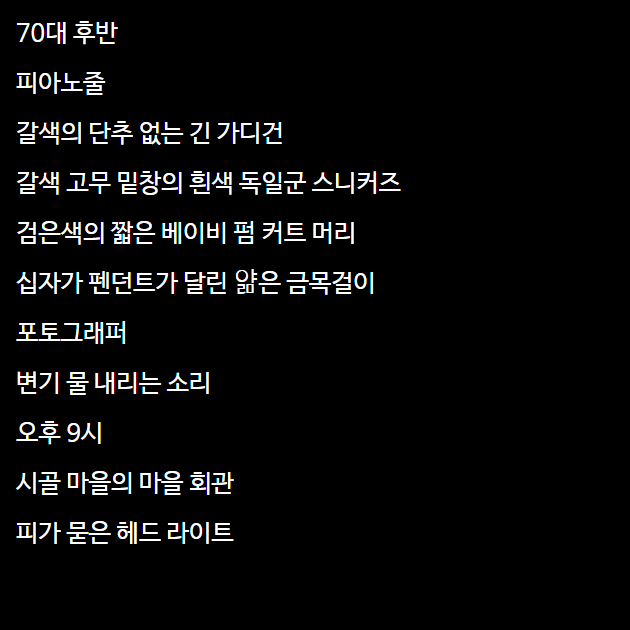 70대 후반
피아노줄
갈색의 단추 없는 긴 가디건
갈색 고무 밑창의 흰색 독일군 스니커즈
검은색의 짧은 베이비 펌 커트 머리
십자가 펜던트가 달린 얇은 금목걸이
포토그래퍼
변기 물 내리는 소리
오후 9시
시골 마을의 마을 회관
피가 묻은 헤드 라이트